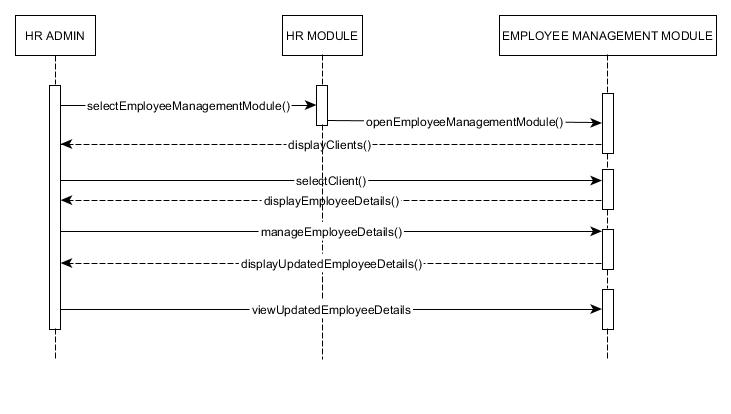 HR ADMIN
HR MODULE
EMPLOYEE MANAGEMENT MODULE
selectEmployeeManagementModule()
openEmployeeManagementModule()
displayClients()
selectClient()
displayEmployeeDetails()
manageEmployeeDetails()
displayUpdatedEmployeeDetails()
viewUpdatedEmployeeDetails